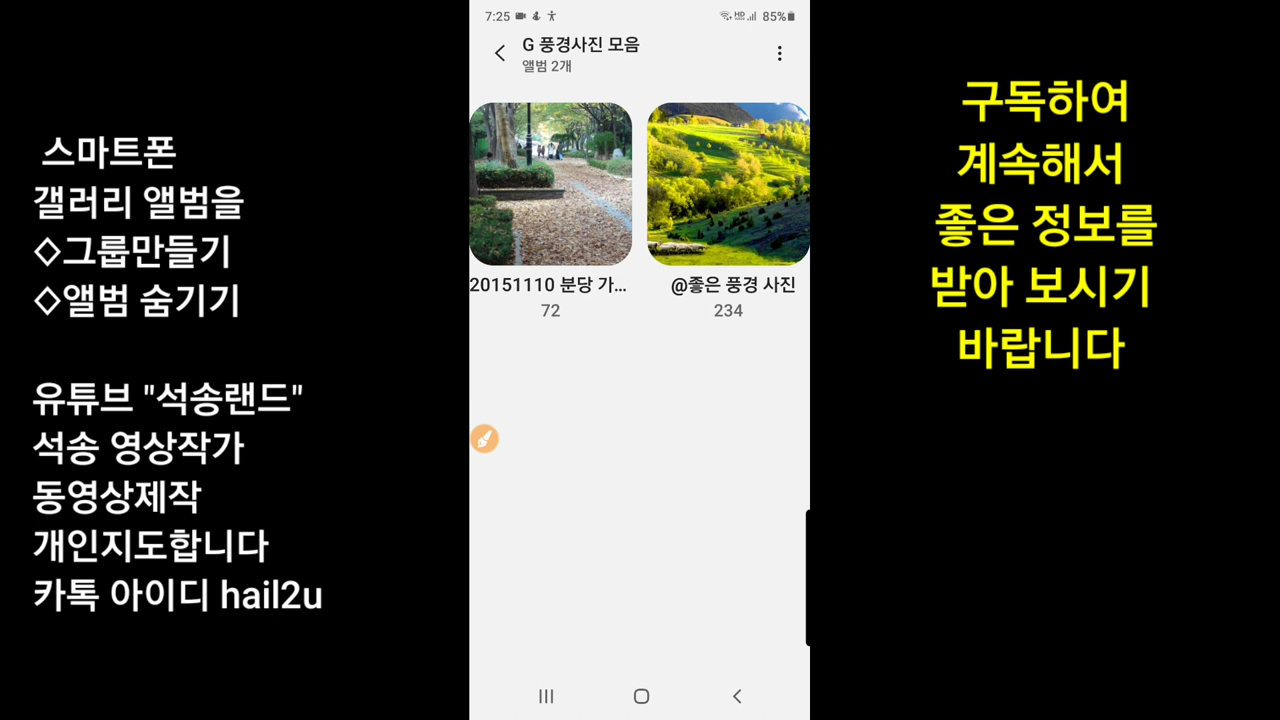 스마트폰
갤러리 앨범을
◇그룹만들기
◇앨범 숨기기
유튜브 "석송랜드"
석송 영상작가
동영상제작
개인지도합니다
카톡 아이디 hail2u
7:25
HD
85%
G 풍경사진 모음
앨범 2개
20151110 분당 가...
72
@좋은 풍경 사진
234
구독하여
계속해서
좋은 정보를
받아 보시기
바랍니다